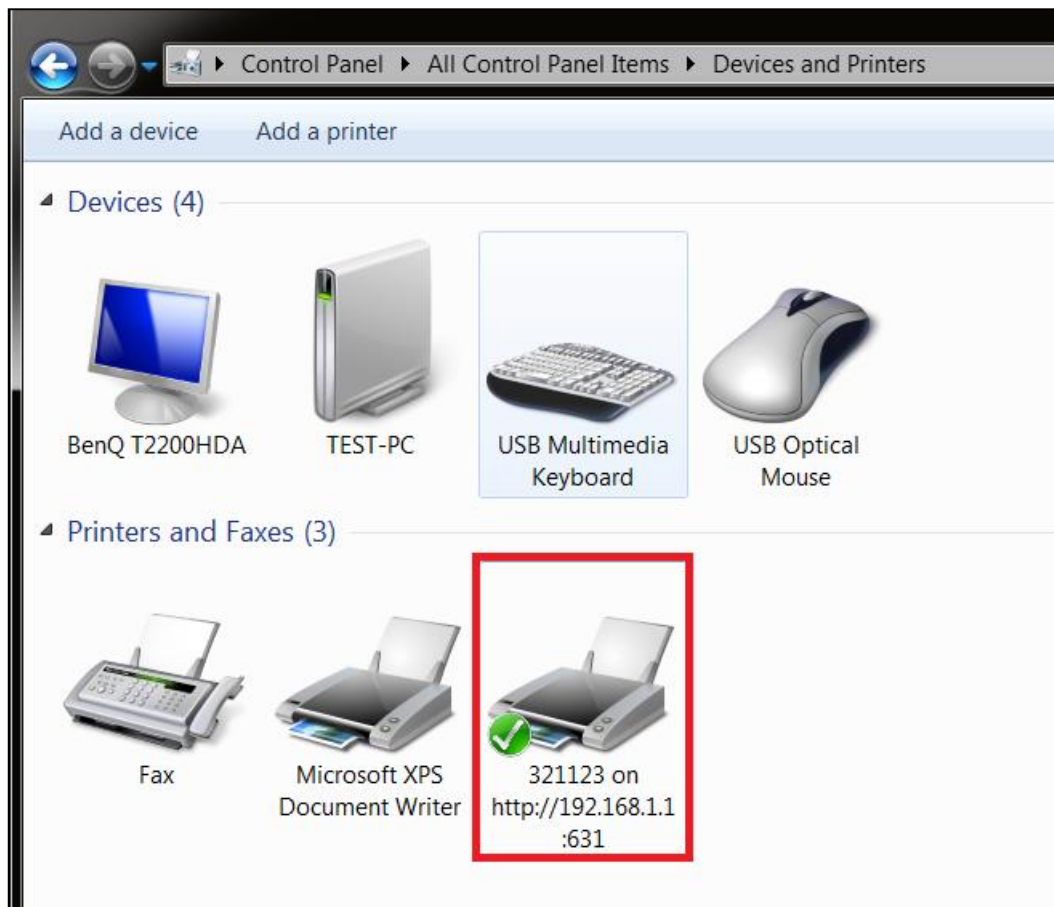 Control Panel ▸ All Control Panel Items ▸ Devices and Printers
Add a device Add a printer
Devices (4)
BenQ T2200HDA
TEST-PC
USB Multimedia
Keyboard
USB Optical
Mouse
Printers and Faxes (3)
Fax
Microsoft XPS
Document Writer
321123 on
http://192.168.1.1
:631